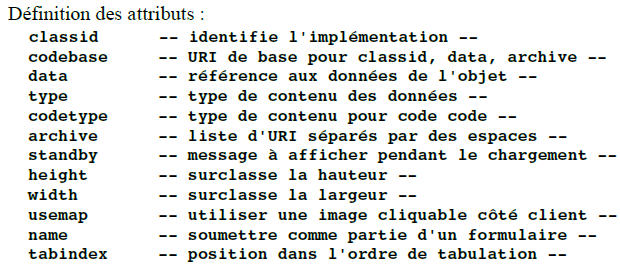 Définition des attributs :
classid -- identifie l'implémentation --
codebase -- URI de base pour classid, data, archive --
data -- référence aux données de l'objet --
type -- type de contenu des données --
codetype -- type de contenu pour code code --
archive -- liste d'URI séparés par des espaces --
standby -- message à afficher pendant le chargement --
height -- surclasse la hauteur --
width -- surclasse la largeur --
usemap -- utiliser une image cliquable côté client --
name -- soumettre comme partie d'un formulaire --
tabindex -- position dans l'ordre de tabulation --